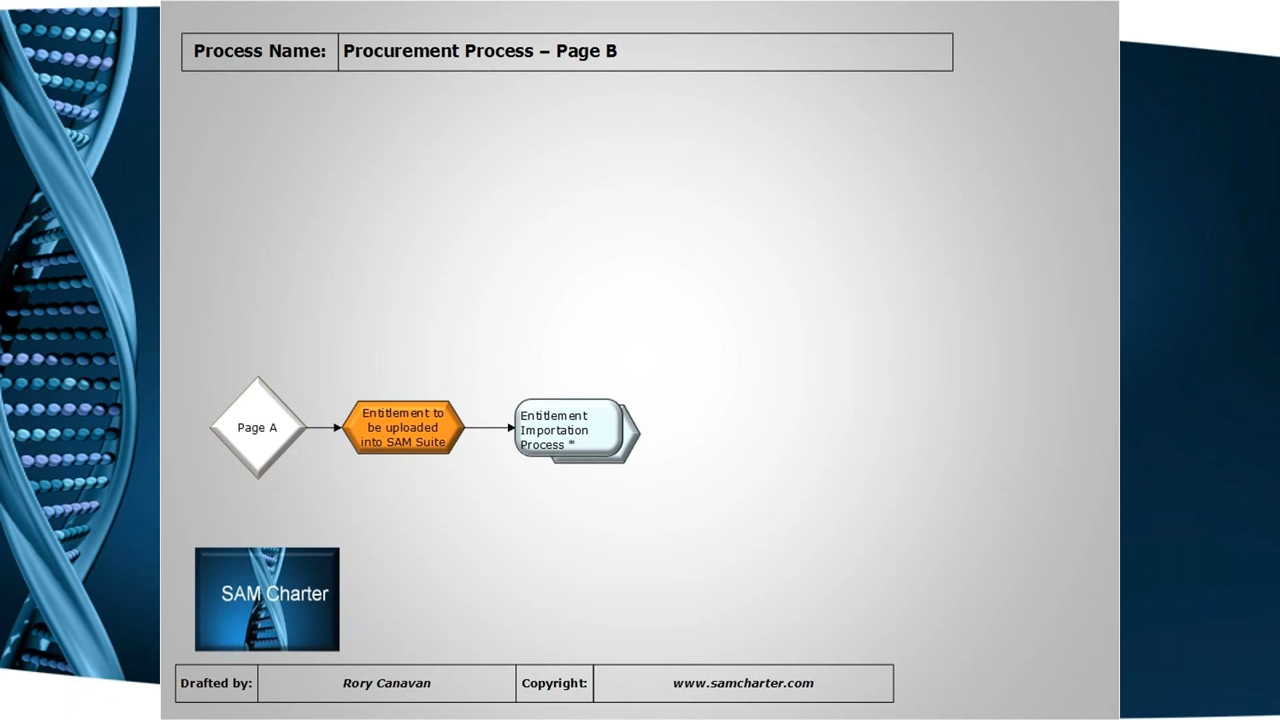 Process Name: Procurement Process – Page B
Page A
Entitlement to
be uploaded
into SAM Suite
Entitlement
Importation
Process *
SAM Charter
Drafted by: Rory Canavan Copyright: www.samcharter.com